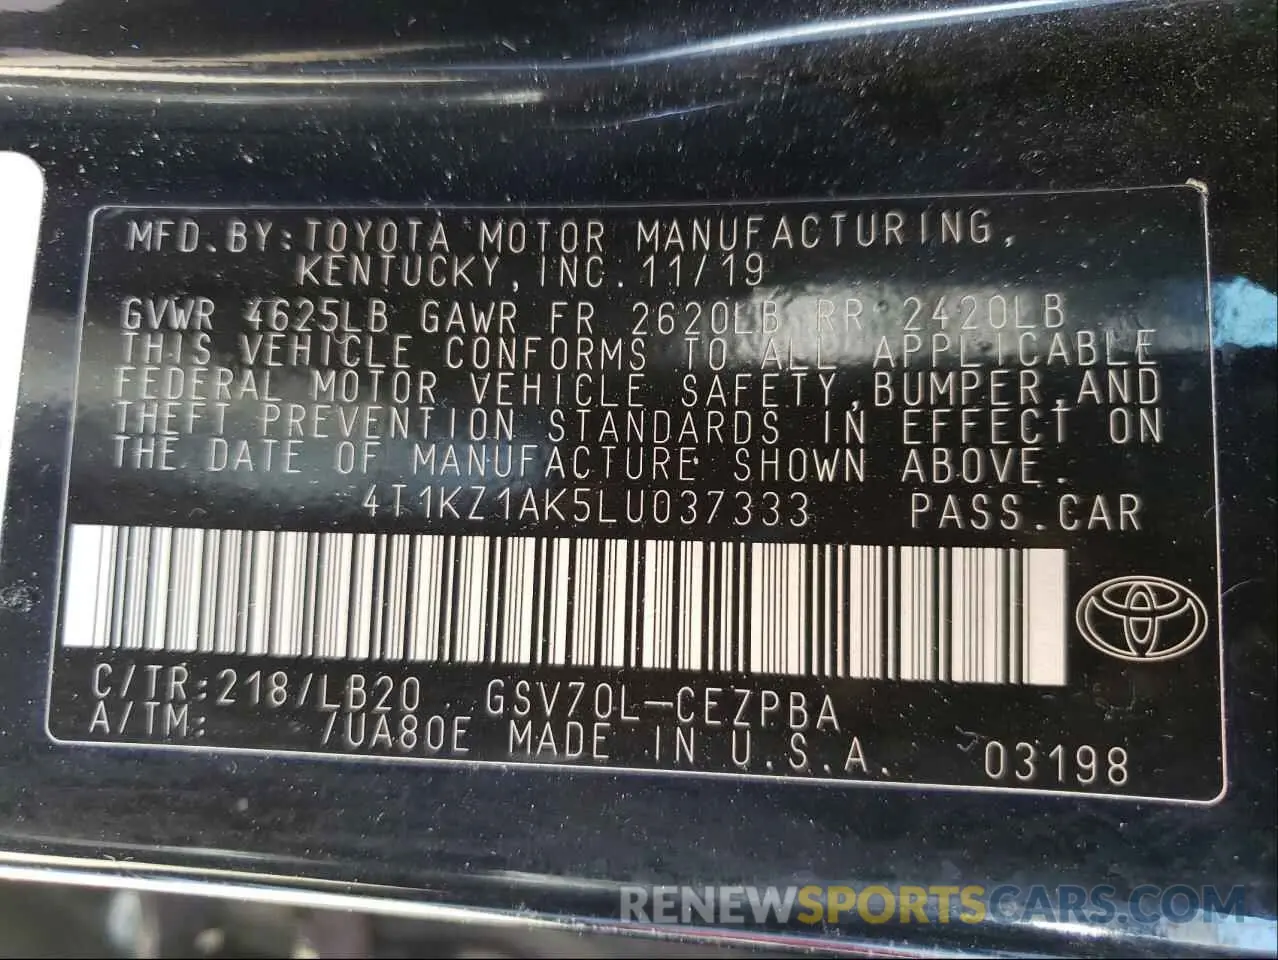 MFD.BY:TOYOTA MOTOR MANUFACTURING,
KENTUCKY,INC.11/19
GVWR 4625LB GAWR FR 2620LB RR 2420LB
THIS VEHICLE CONFORMS TO ALL APPLICABLE
FEDERAL MOTOR VEHICLE SAFETY,BUMPER,AND
THEFT PREVENTION STANDARDS IN EFFECT ON
THE DATE OF MANUFACTURE SHOWN ABOVE.
4T1KZ1AK5LU037333 PASS.CAR
C/TR:218/LB20 GSV70L-CEZPBA
A/TM: /UA80E MADE IN U.S.A. 03198
RENEWSPORTSCARS.COM